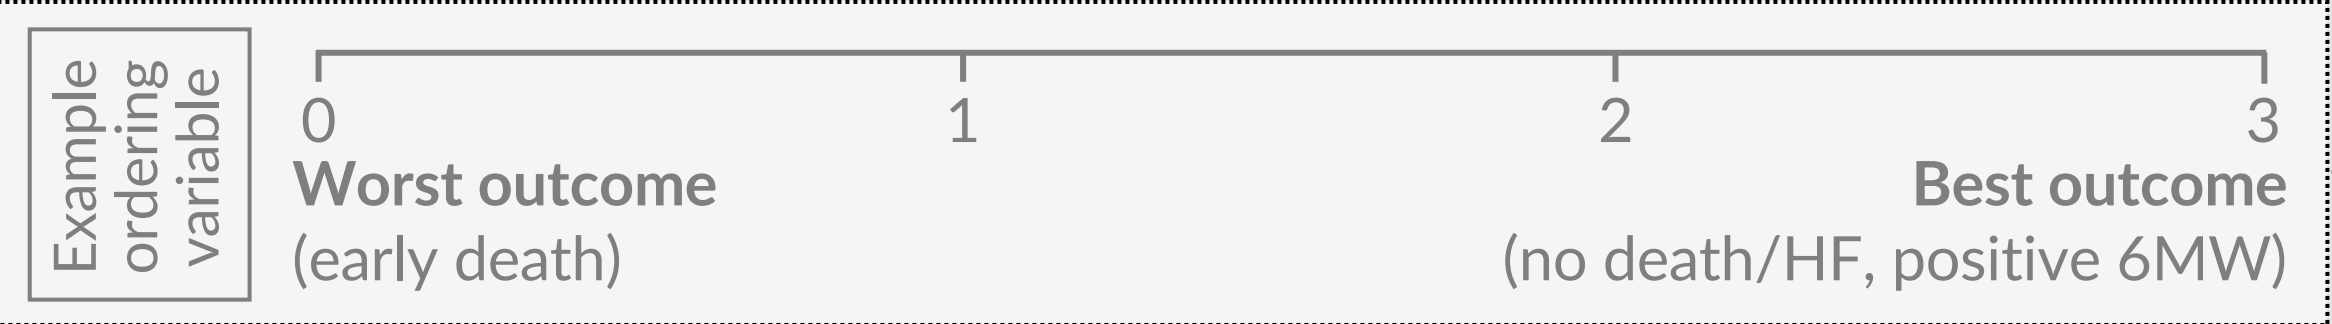 Example
ordering
variable
0 1 2 3
Worst outcome Best outcome
(early death) (no death/HF, positive 6MW)